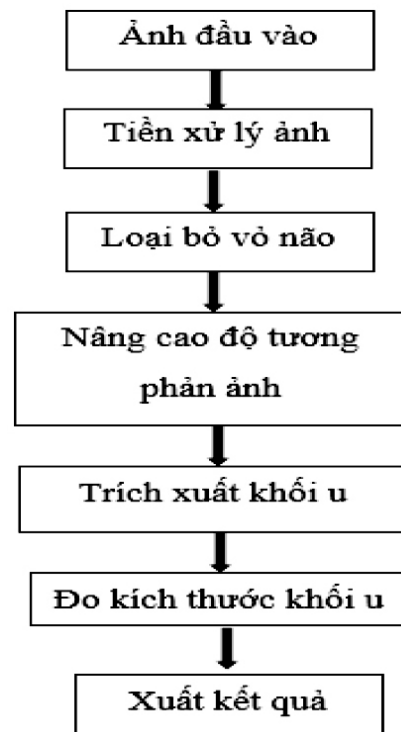 Ảnh đầu vào
Tiền xử lý ảnh
Loại bỏ vỏ não
Nâng cao độ tương
phản ảnh
Trích xuất khối u
Đo kích thước khối u
Xuất kết quả